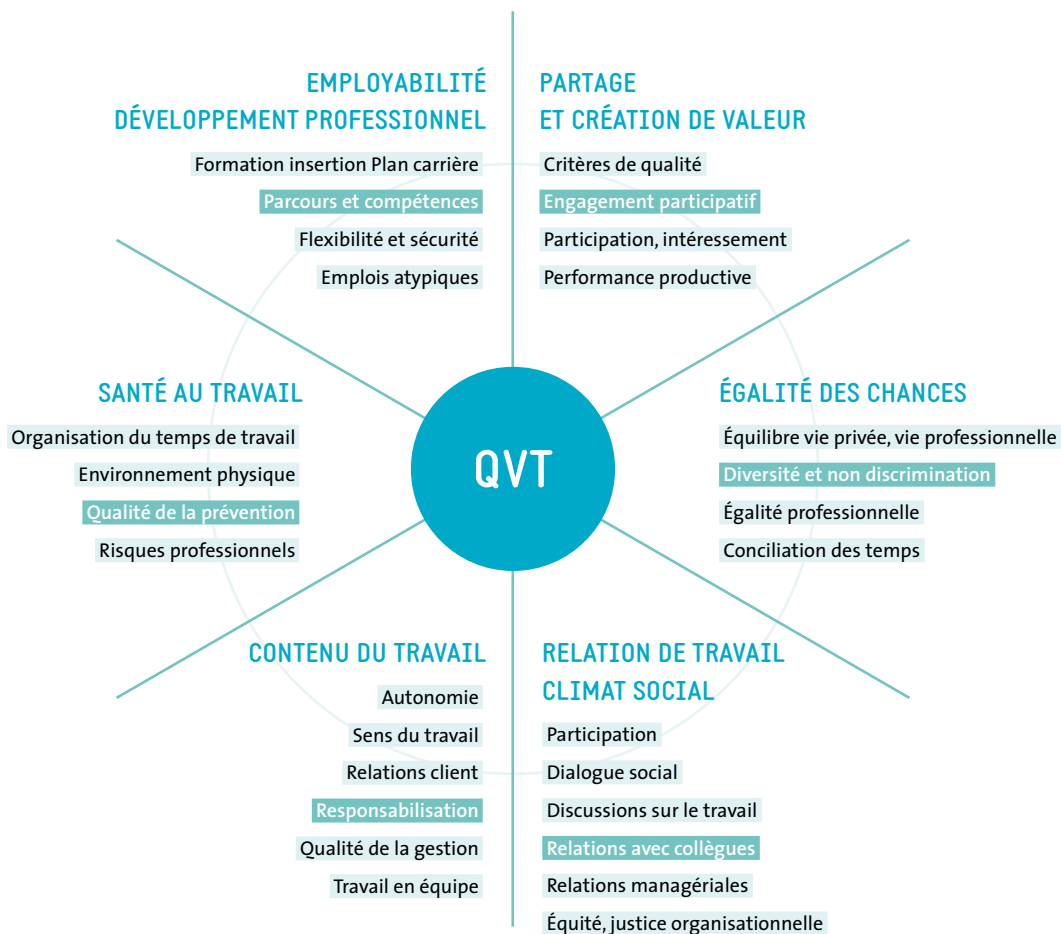 EMPLOYABILITÉ
DÉVELOPPEMENT PROFESSIONNEL
Formation insertion Plan carrière
Parcours et compétences
Flexibilité et sécurité
Emplois atypiques
PARTAGE
ET CRÉATION DE VALEUR
Critères de qualité
Engagement participatif
Participation, intéressement
Performance productive
SANTÉ AU TRAVAIL
Organisation du temps de travail
Environnement physique
Qualité de la prévention
Risques professionnels
QVT
ÉGALITÉ DES CHANCES
Équilibre vie privée, vie professionnelle
Diversité et non discrimination
Égalité professionnelle
Conciliation des temps
CONTENU DU TRAVAIL
Autonomie
Sens du travail
Relations client
Responsabilisation
Qualité de la gestion
Travail en équipe
RELATION DE TRAVAIL
CLIMAT SOCIAL
Participation
Dialogue social
Discussions sur le travail
Relations avec collègues
Relations managériales
Équité, justice organisationnelle